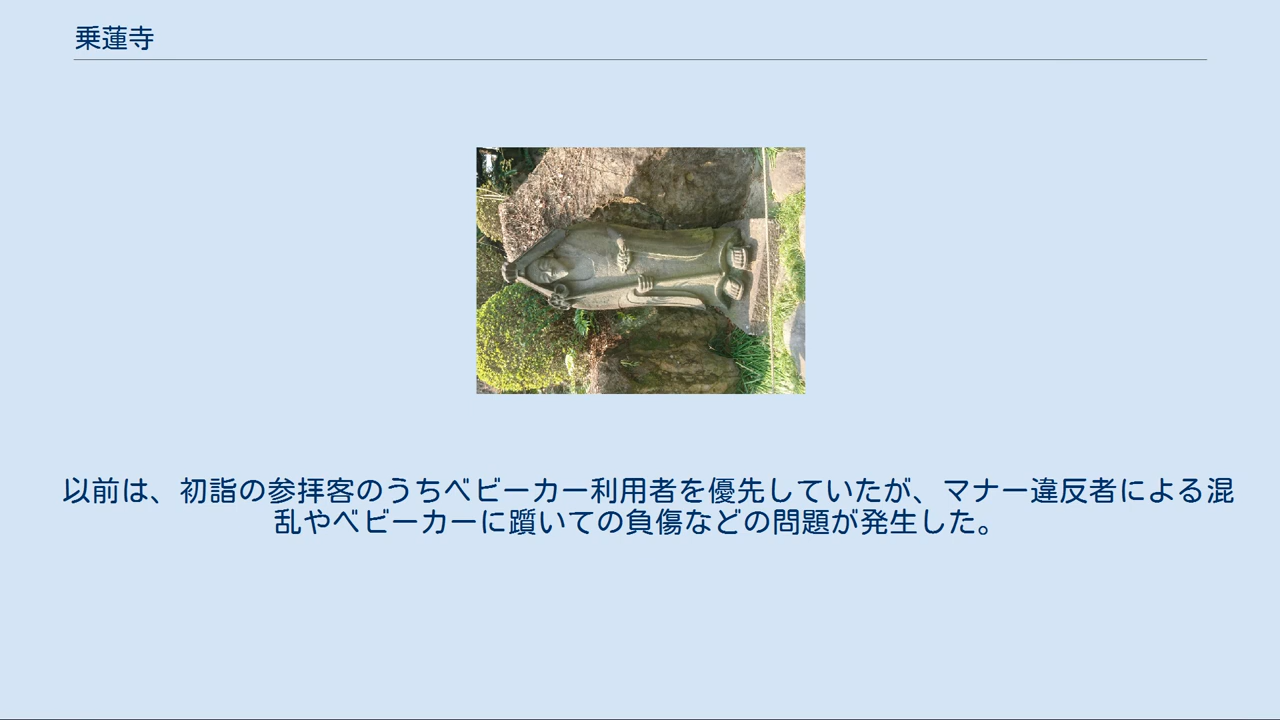 乗蓮寺
以前は、初詣の参拝客のうちベビーカー利用者を優先していたが、マナー違反者による混
乱やベビーカーに躓いての負傷などの問題が発生した。